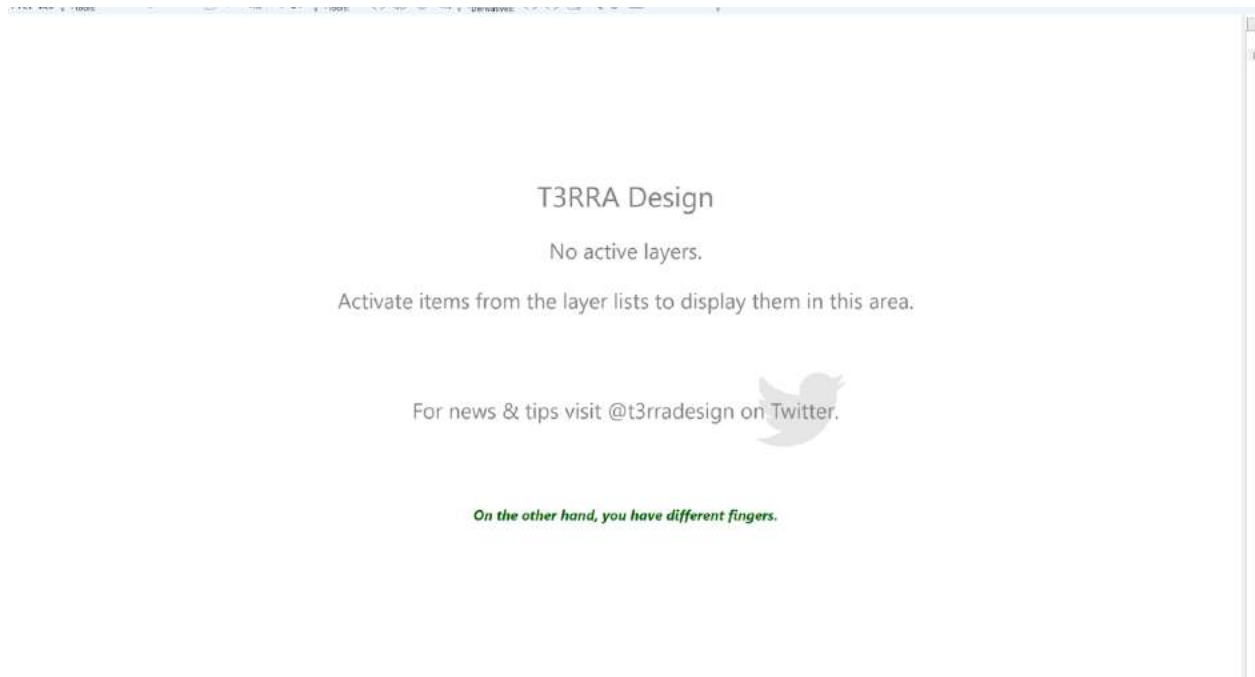 Derivatives:
T3RRA Design
No active layers.
Activate items from the layer lists to display them in this area.
For news & tips visit @t3rradesign on Twitter.
On the other hand, you have different fingers.